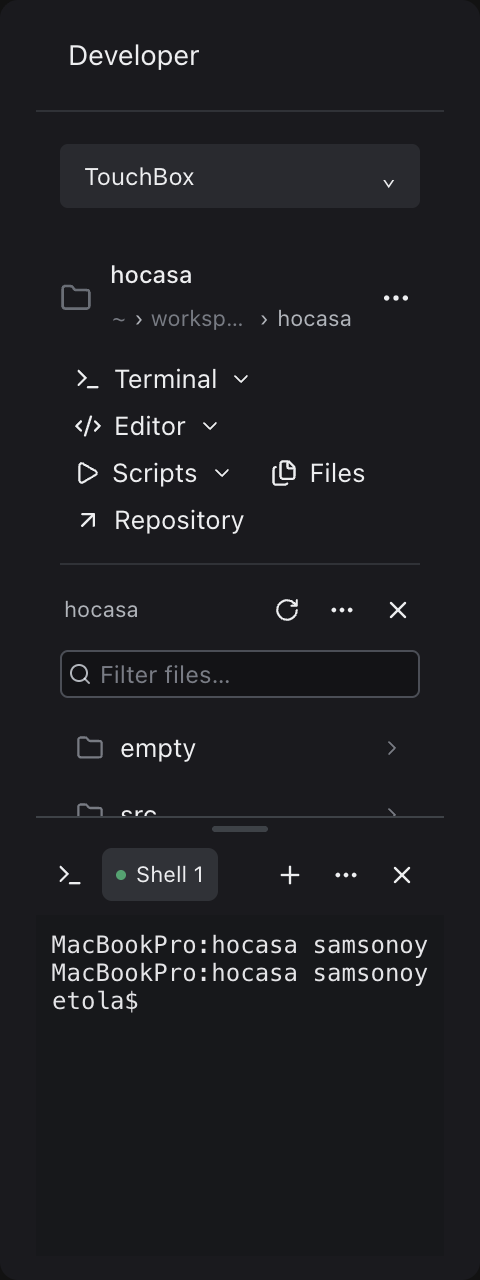 Developer
TouchBox
hocasa
~ › worksp... › hocasa
Terminal
Editor
Scripts
Files
Repository
hocasa
Filter files...
empty
src
Shell 1
MacBookPro:hocasa samsonoy
MacBookPro:hocasa samsonoy
etola$